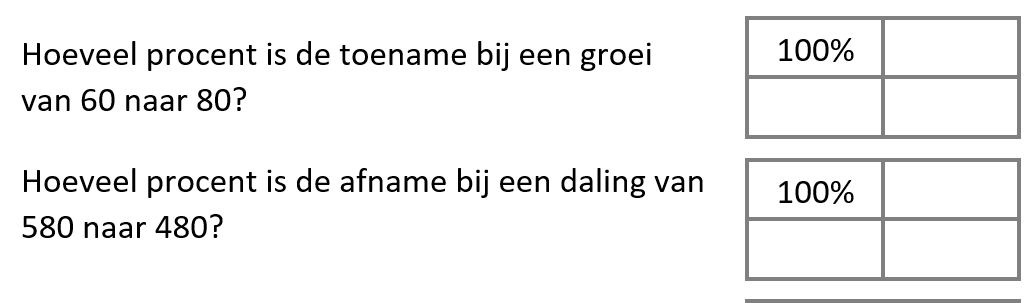 Hoeveel procent is de toename bij een groei
van 60 naar 80?
100%
Hoeveel procent is de afname bij een daling van
580 naar 480?
100%